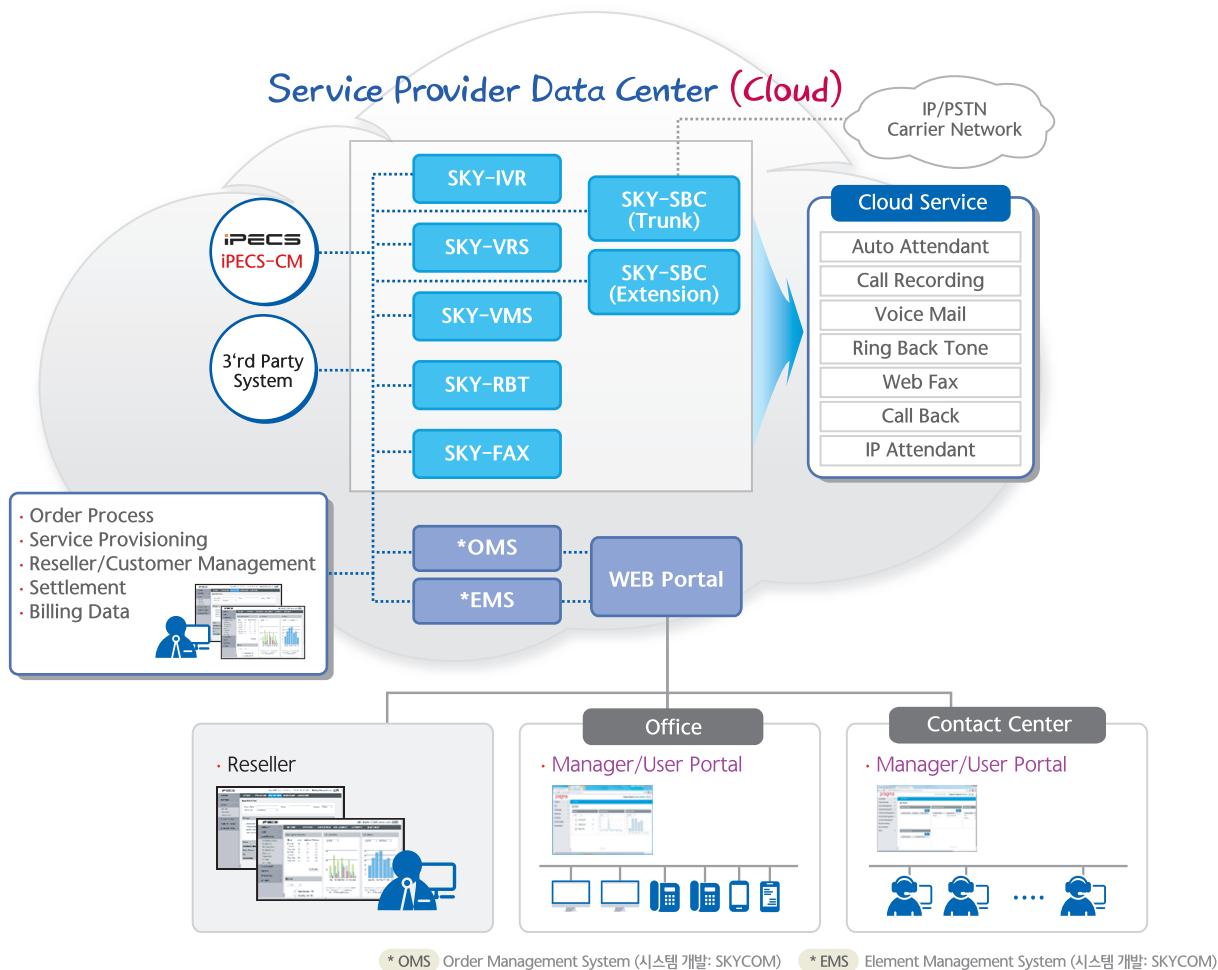 Service Provider Data Center (Cloud)
IP/PSTN
Carrier Network
SKY-IVR
SKY-VRS
SKY-VMS
SKY-RBT
SKY-FAX
SKY-SBC
(Trunk)
SKY-SBC
(Extension)
iPECS
iPECS-CM
3'rd Party
System
Cloud Service
Auto Attendant
Call Recording
Voice Mail
Ring Back Tone
Web Fax
Call Back
IP Attendant
· Order Process
· Service Provisioning
· Reseller/Customer Management
· Settlement
· Billing Data
*OMS
*EMS
WEB Portal
· Reseller
Office
· Manager/User Portal
Contact Center
· Manager/User Portal
* OMS Order Management System (시스템 개발: SKYCOM) * EMS Element Management System (시스템 개발: SKYCOM)